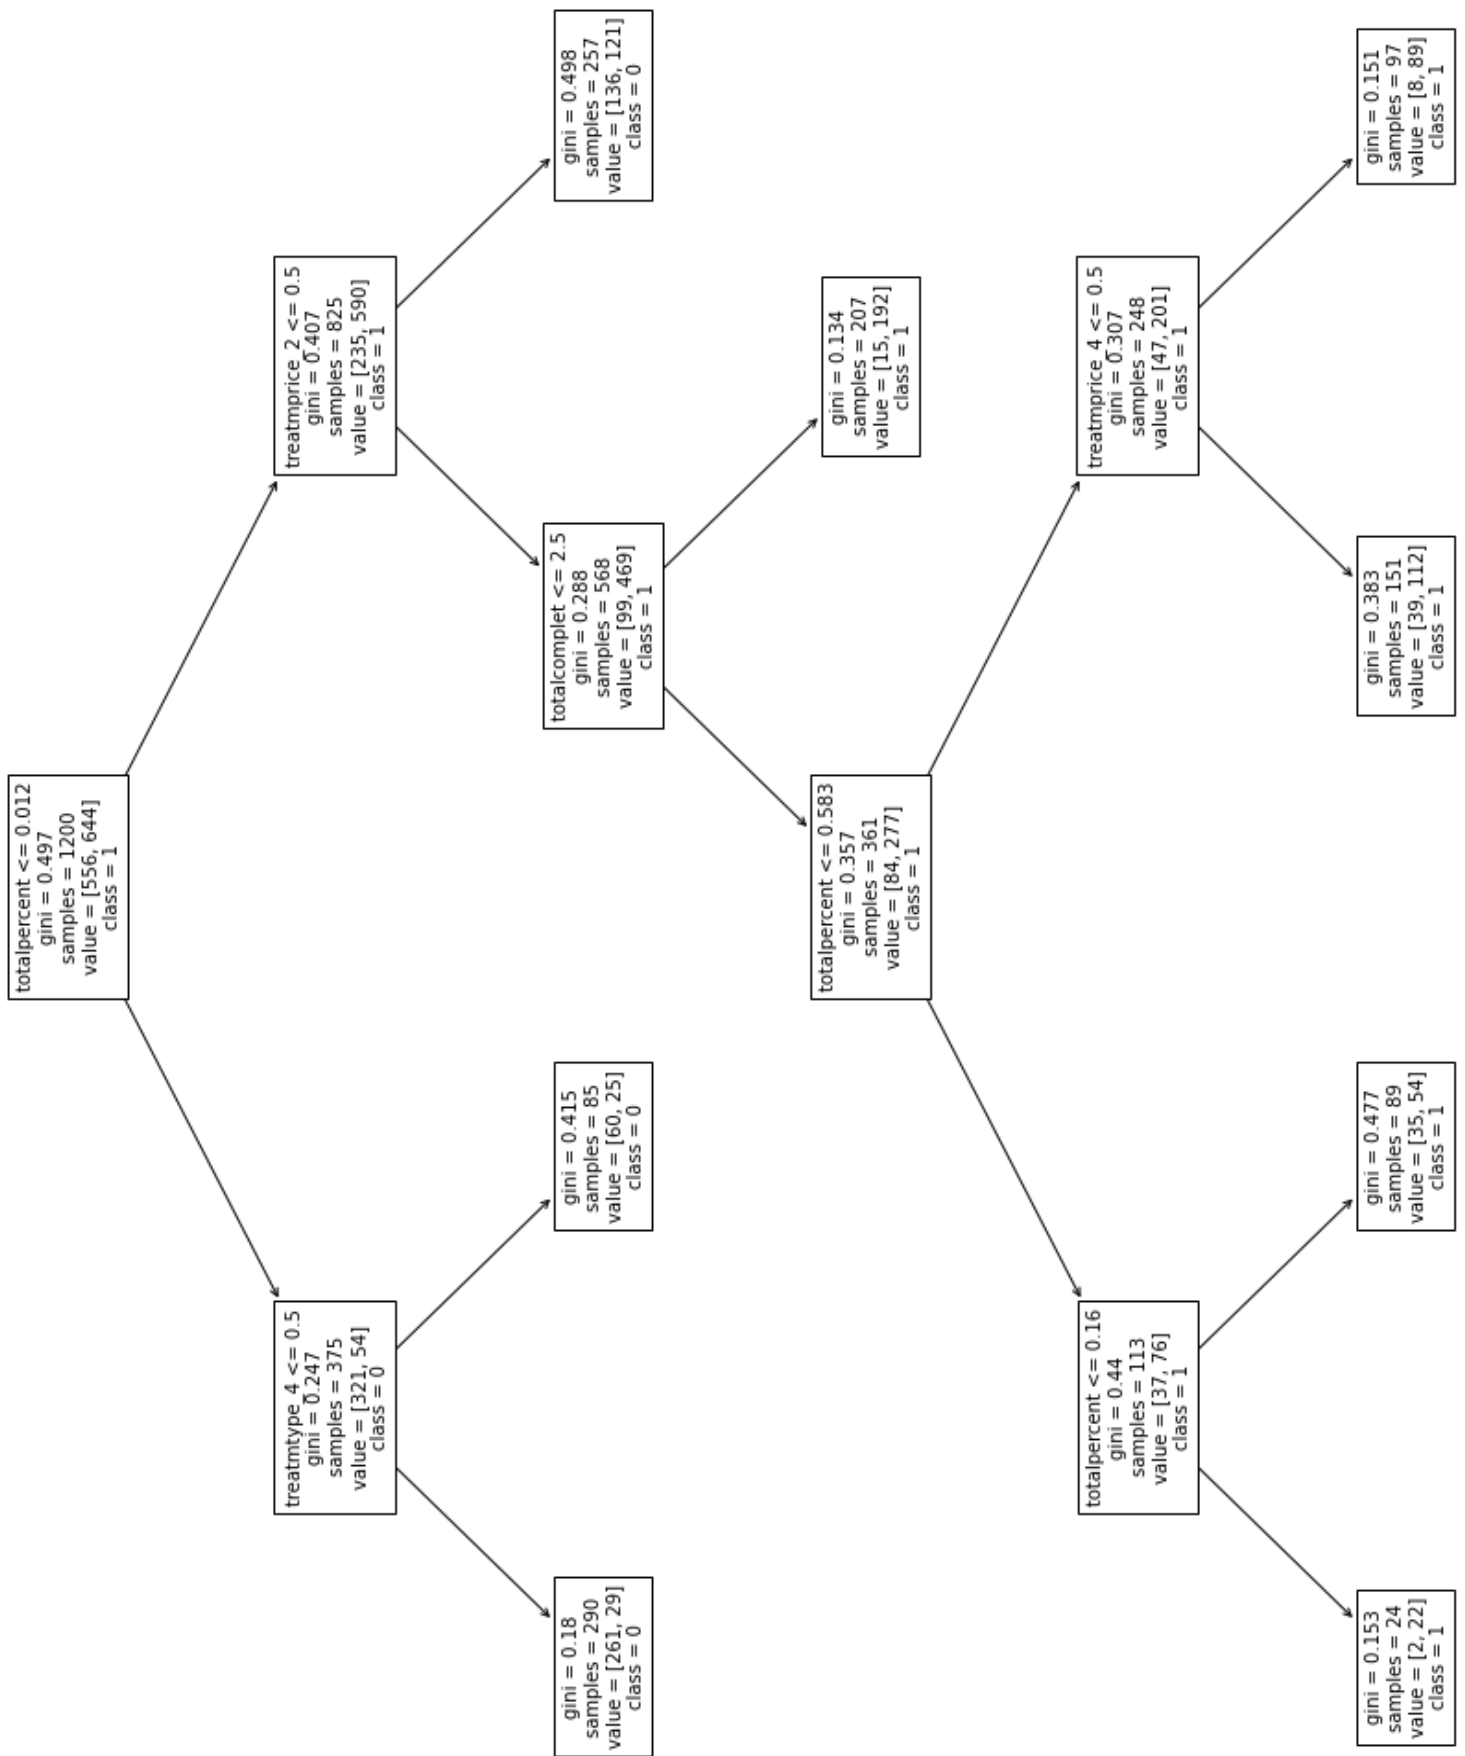 totalpercent <= 0.012
gini = 0.497
samples = 1200
value = [556, 644]
class = 1
treatmtype_4 <= 0.5
gini = 0.247
samples = 375
value = [321, 54]
class = 0
treatmprice_2 <= 0.5
gini = 0.407
samples = 825
value = [235, 590]
class = 1
gini = 0.18
samples = 290
value = [261, 29]
class = 0
gini = 0.415
samples = 85
value = [60, 25]
class = 0
totalcomplet <= 2.5
gini = 0.288
samples = 568
value = [99, 469]
class = 1
gini = 0.498
samples = 257
value = [136, 121]
class = 0
totalpercent <= 0.583
gini = 0.357
samples = 361
value = [84, 277]
class = 1
gini = 0.134
samples = 207
value = [15, 192]
class = 1
totalpercent <= 0.16
gini = 0.44
samples = 113
value = [37, 76]
class = 1
treatmprice_4 <= 0.5
gini = 0.307
samples = 248
value = [47, 201]
class = 1
gini = 0.153
samples = 24
value = [2, 22]
class = 1
gini = 0.477
samples = 89
value = [35, 54]
class = 1
gini = 0.383
samples = 151
value = [39, 112]
class = 1
gini = 0.151
samples = 97
value = [8, 89]
class = 1